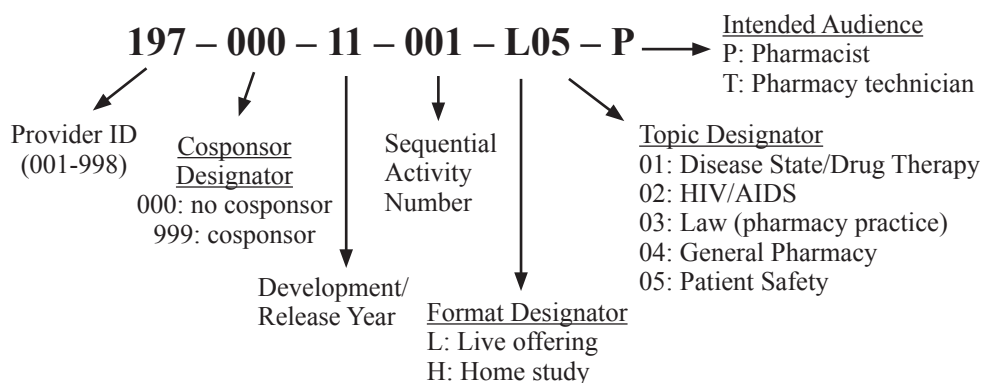 197 – 000 – 11 – 001 – L05 – P
Intended Audience
P: Pharmacist
T: Pharmacy technician
Provider ID
(001-998)
Cosponsor
Designator
000: no cosponsor
999: cosponsor
Development/
Release Year
Sequential
Activity
Number
Format Designator
L: Live offering
H: Home study
Topic Designator
01: Disease State/Drug Therapy
02: HIV/AIDS
03: Law (pharmacy practice)
04: General Pharmacy
05: Patient Safety